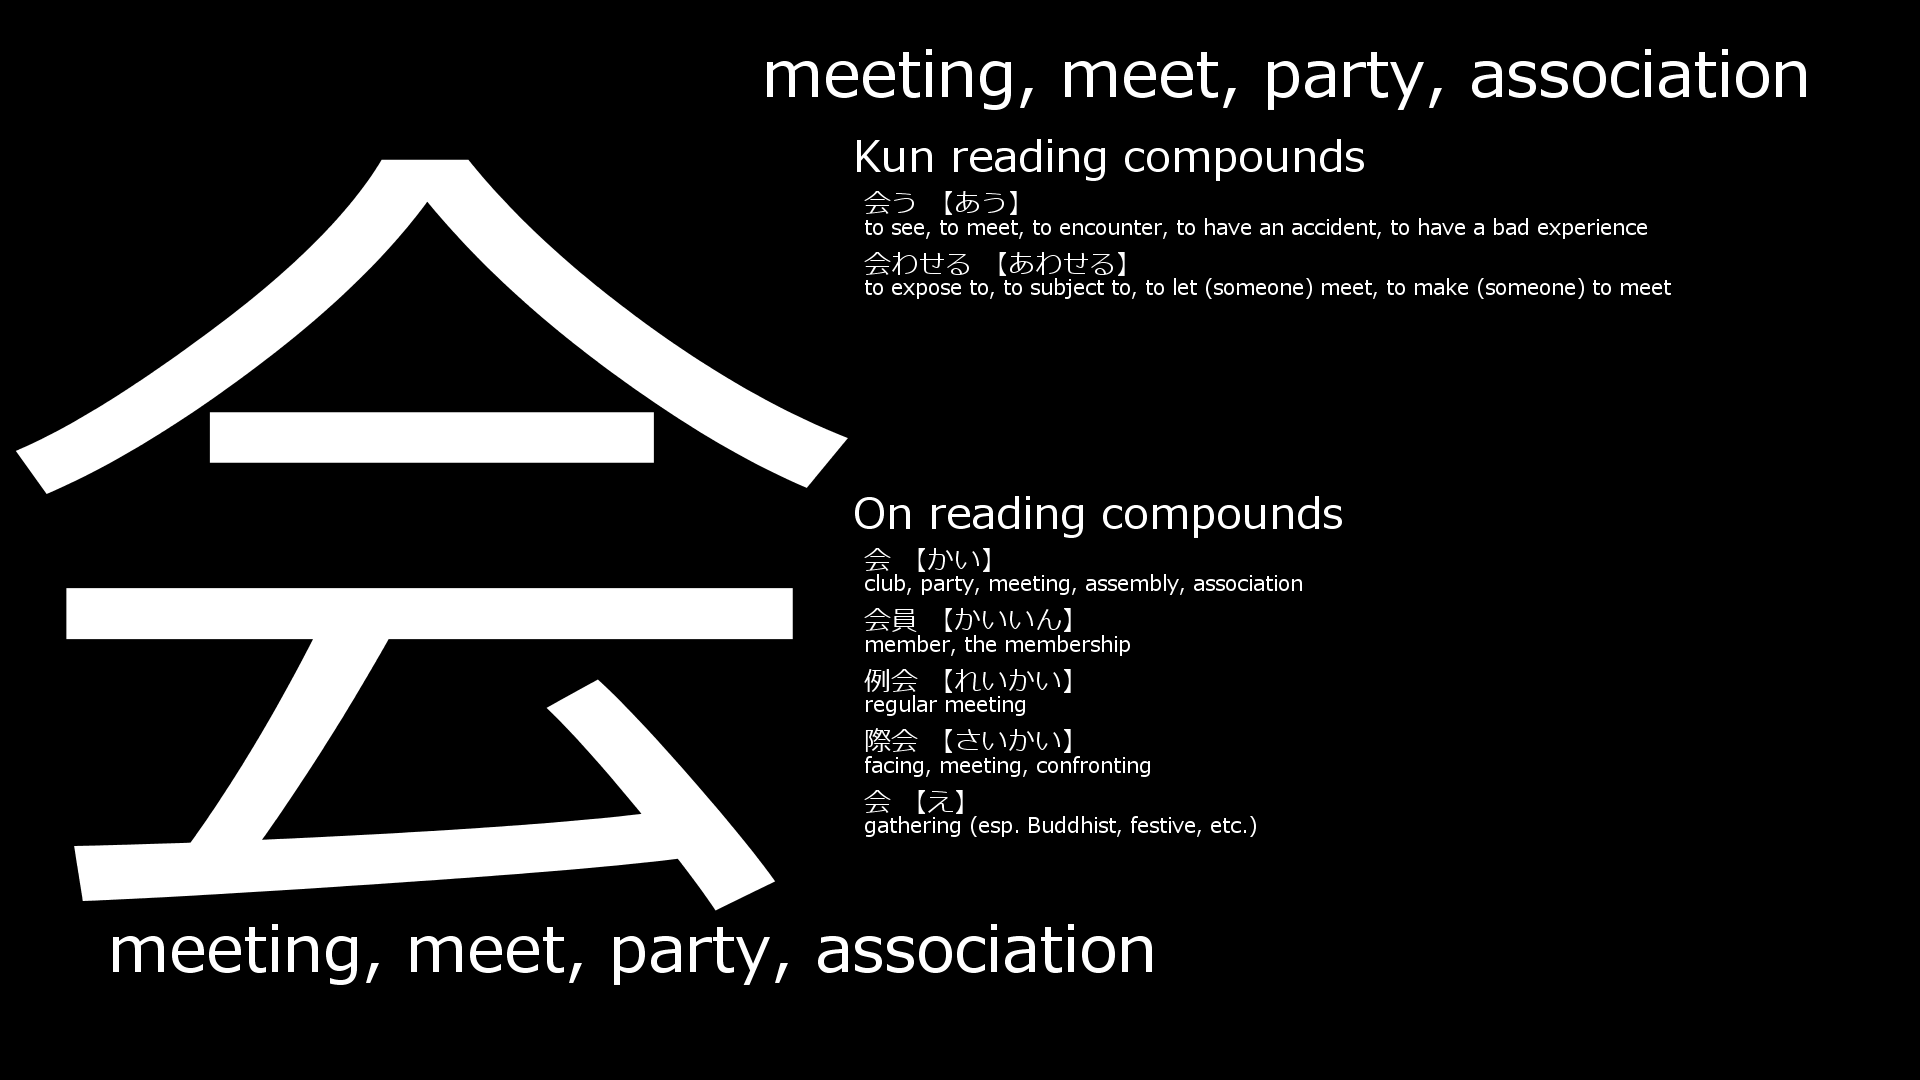 meeting, meet, party, association
会
Kun reading compounds
会う 【あう】
to see, to meet, to encounter, to have an accident, to have a bad experience
会わせる 【あわせる】
to expose to, to subject to, to let (someone) meet, to make (someone) to meet
On reading compounds
会 【かい】
club, party, meeting, assembly, association
会員 【かいいん】
member, the membership
例会 【れいかい】
regular meeting
際会 【さいかい】
facing, meeting, confronting
会 【え】
gathering (esp. Buddhist, festive, etc.)
meeting, meet, party, association